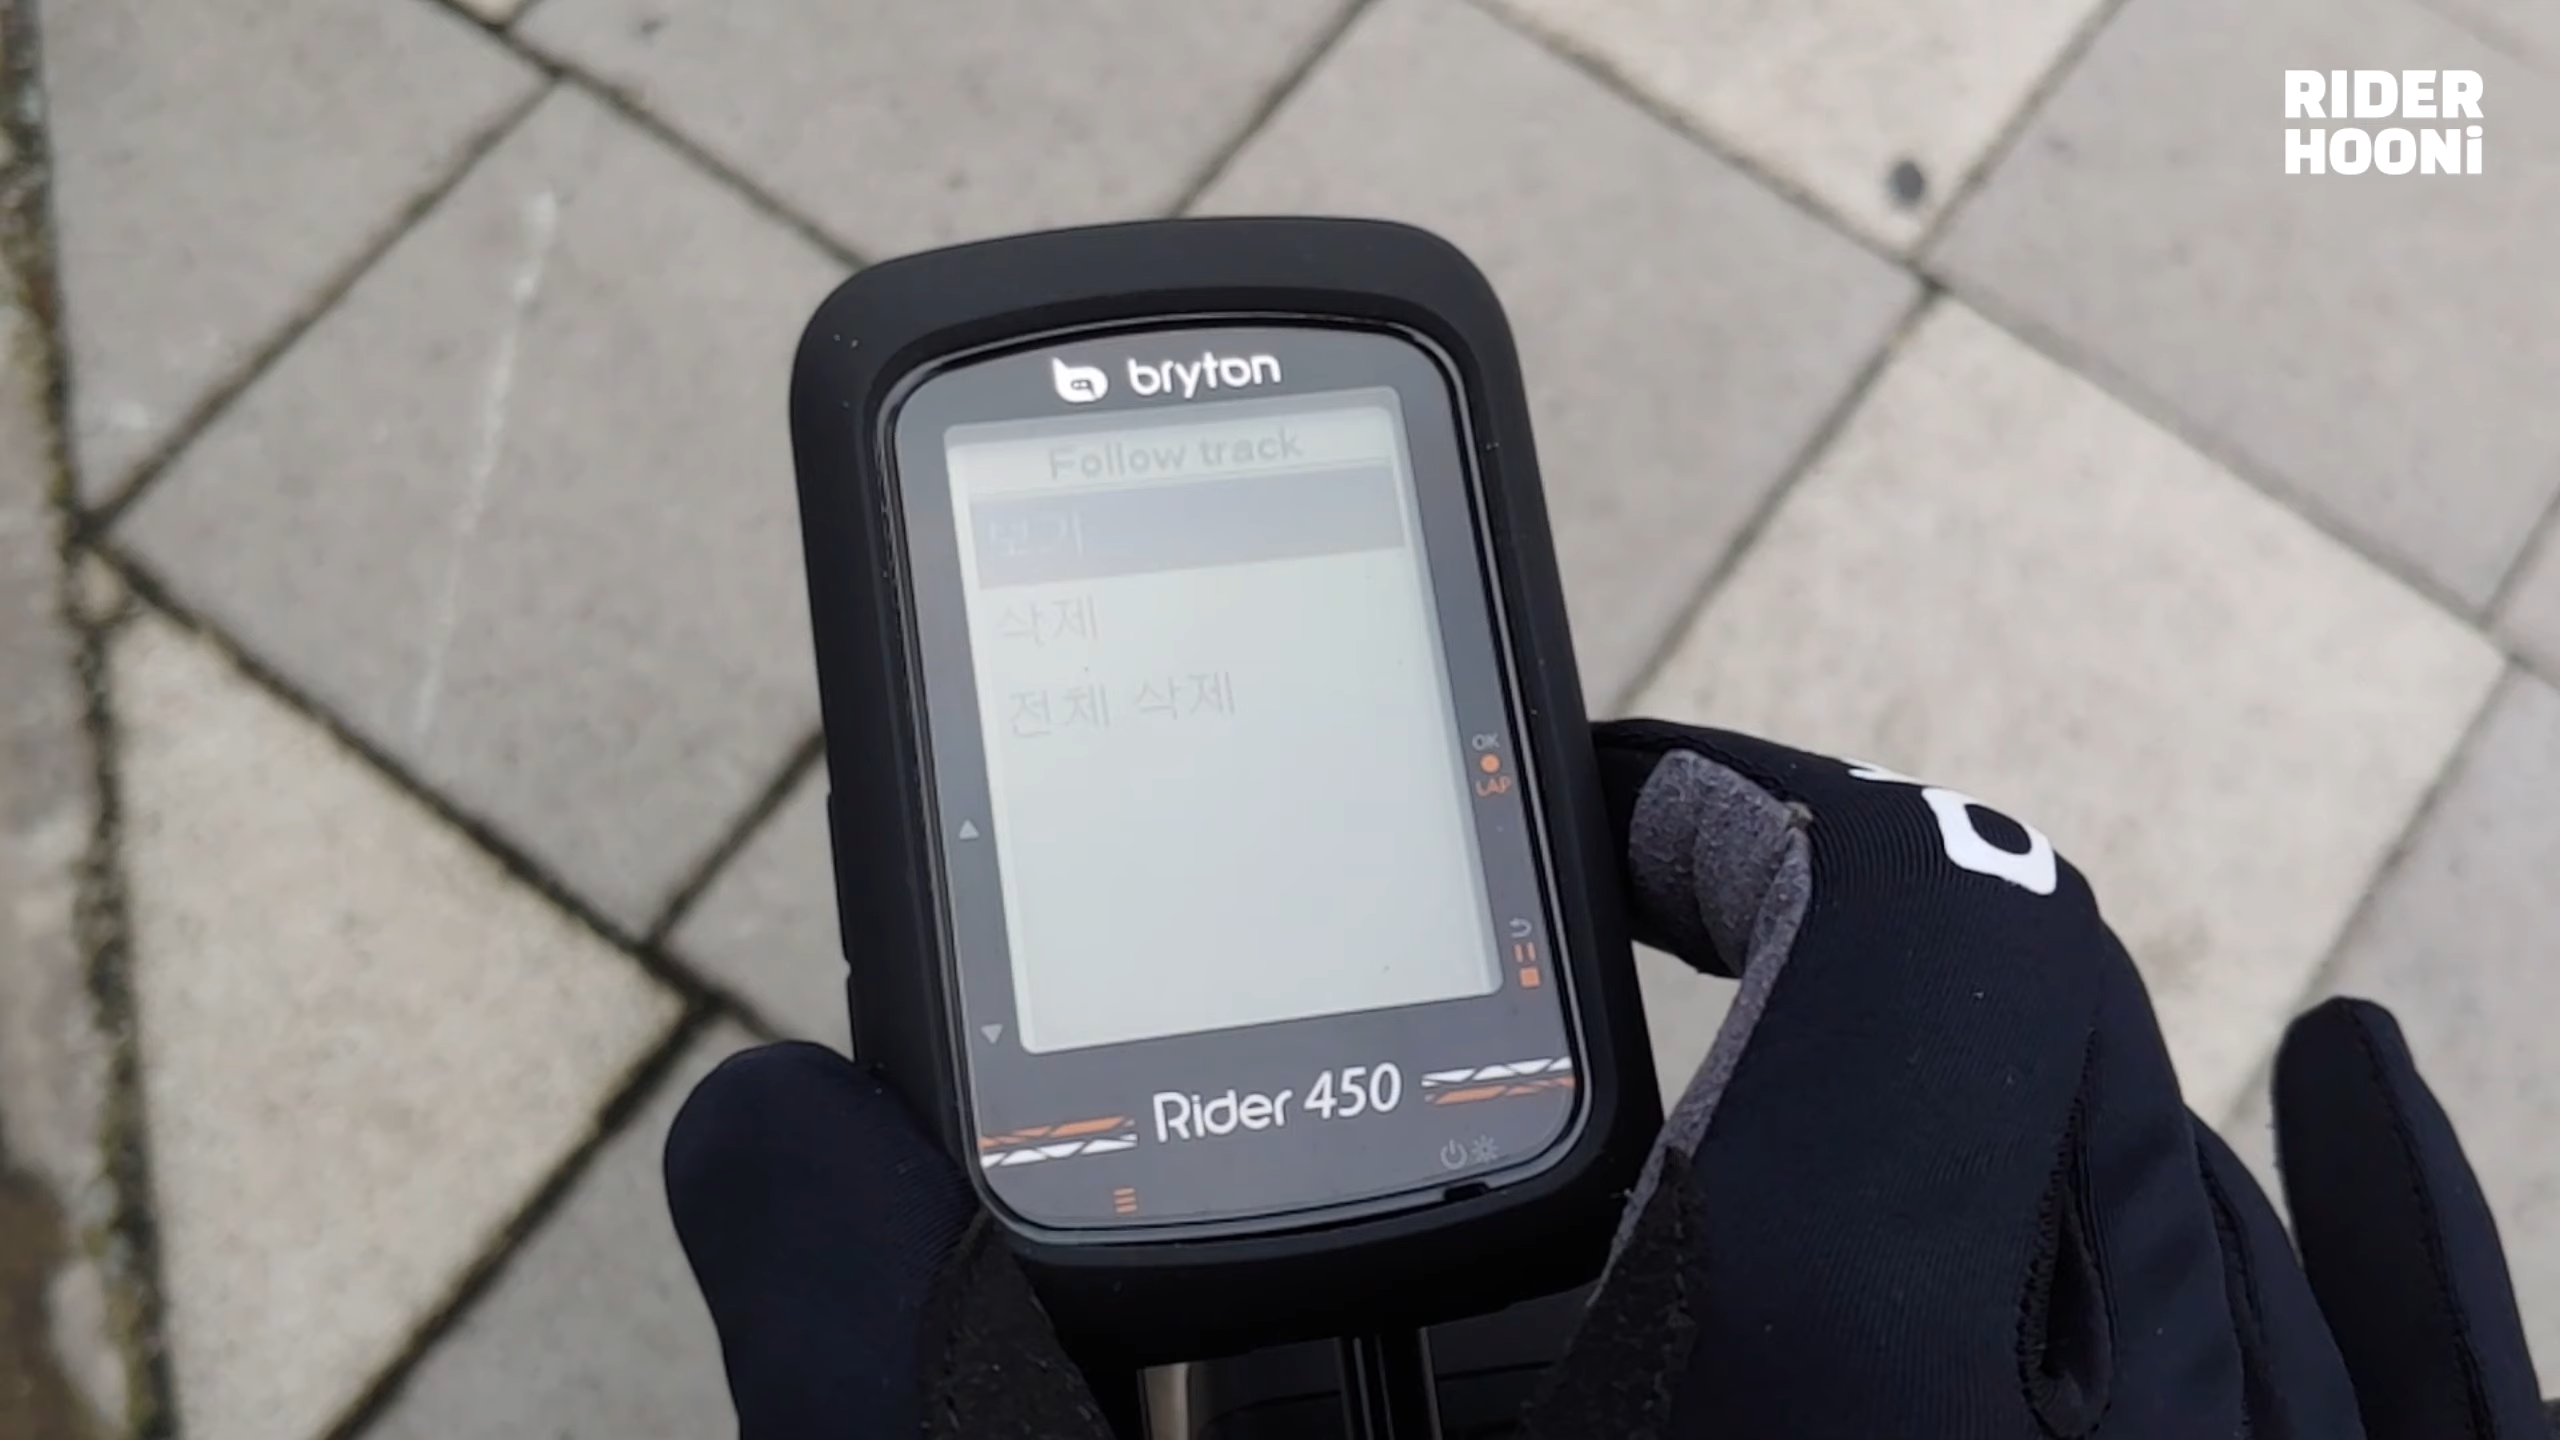 RIDER
HOONi
bryton
Follow track
보기
삭제
전체 삭제
OK
LAP
Rider 450